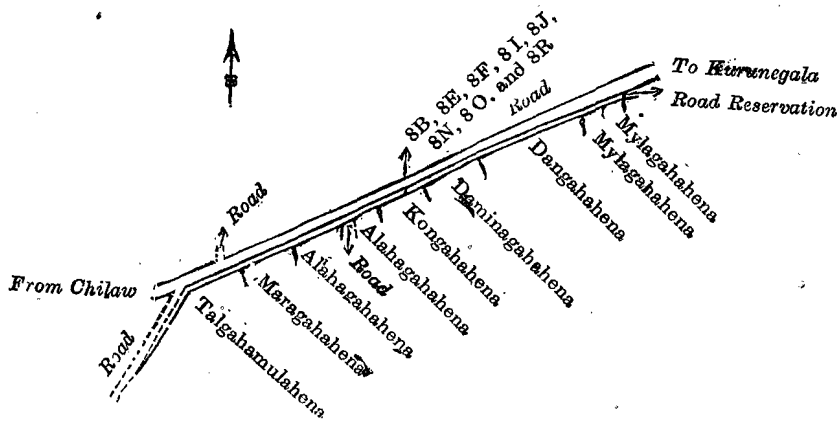 8B, 8E, 8F, 8I, 8J,
8N, 8O, and 8R
Road
To Kurunegala
Road Reservation
Mylagahahena
Mylagahahena
Dangahahena
Daminagahahena
Kongahahena
Alahagahahena
Road
Alahagahahena
Maragahahena
Talgahamulahena
Road
From Chilaw
Road